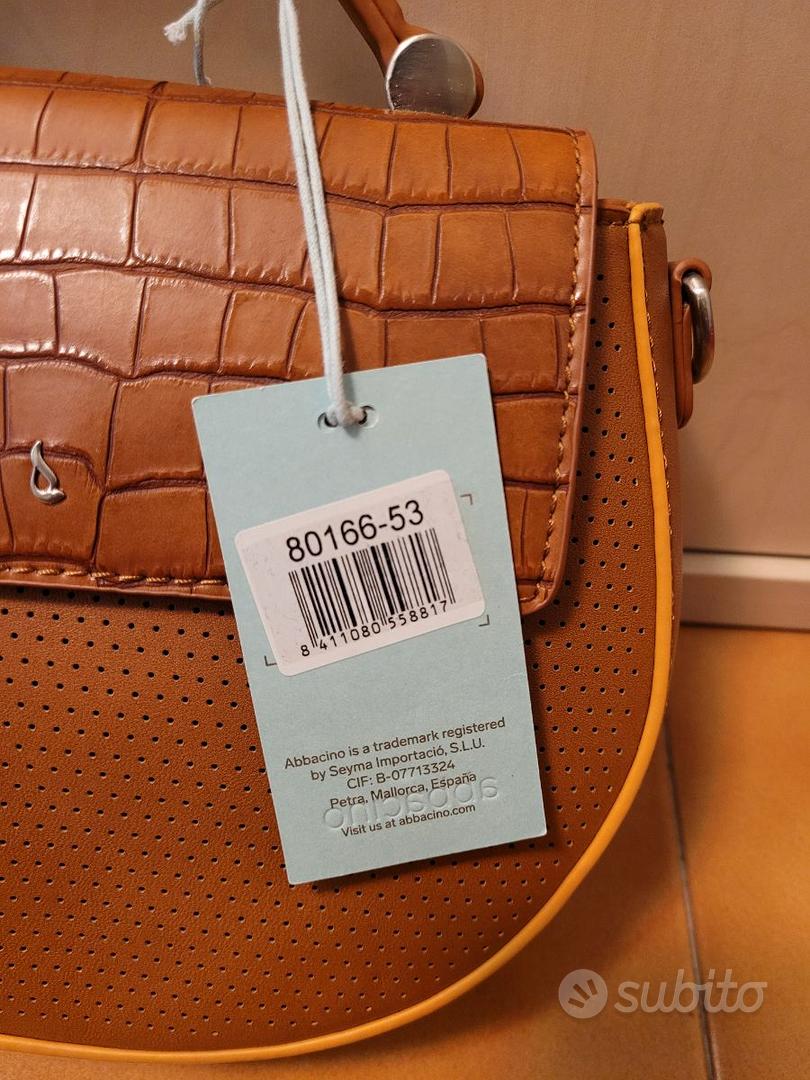 80166-53
8 411080 558817
Abbacino is a trademark registered
by Seyma Importació, S.L.U.
CIF: B-07713324
Petra, Mallorca, España
abbacino
Visit us at abbacino.com
subito